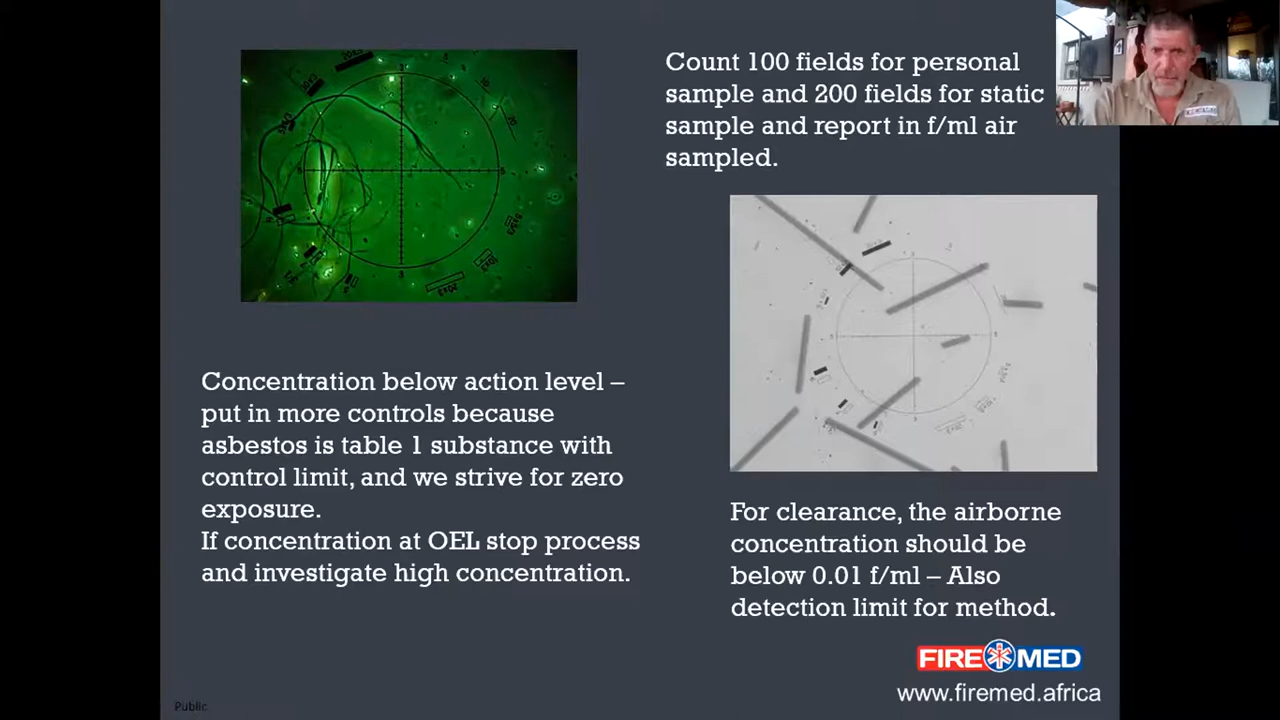 Count 100 fields for personal
sample and 200 fields for static
sample and report in f/ml air
sampled.
Concentration below action level –
put in more controls because
asbestos is table 1 substance with
control limit, and we strive for zero
exposure.
If concentration at OEL stop process
and investigate high concentration.
For clearance, the airborne
concentration should be
below 0.01 f/ml – Also
detection limit for method.
FIRE MED
www.firemed.africa
Public